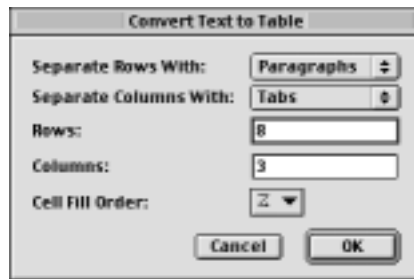 Convert Text to Table
Separate Rows With: Paragraphs
Separate Columns With: Tabs
Rows: 8
Columns: 3
Cell Fill Order: Z
Cancel OK